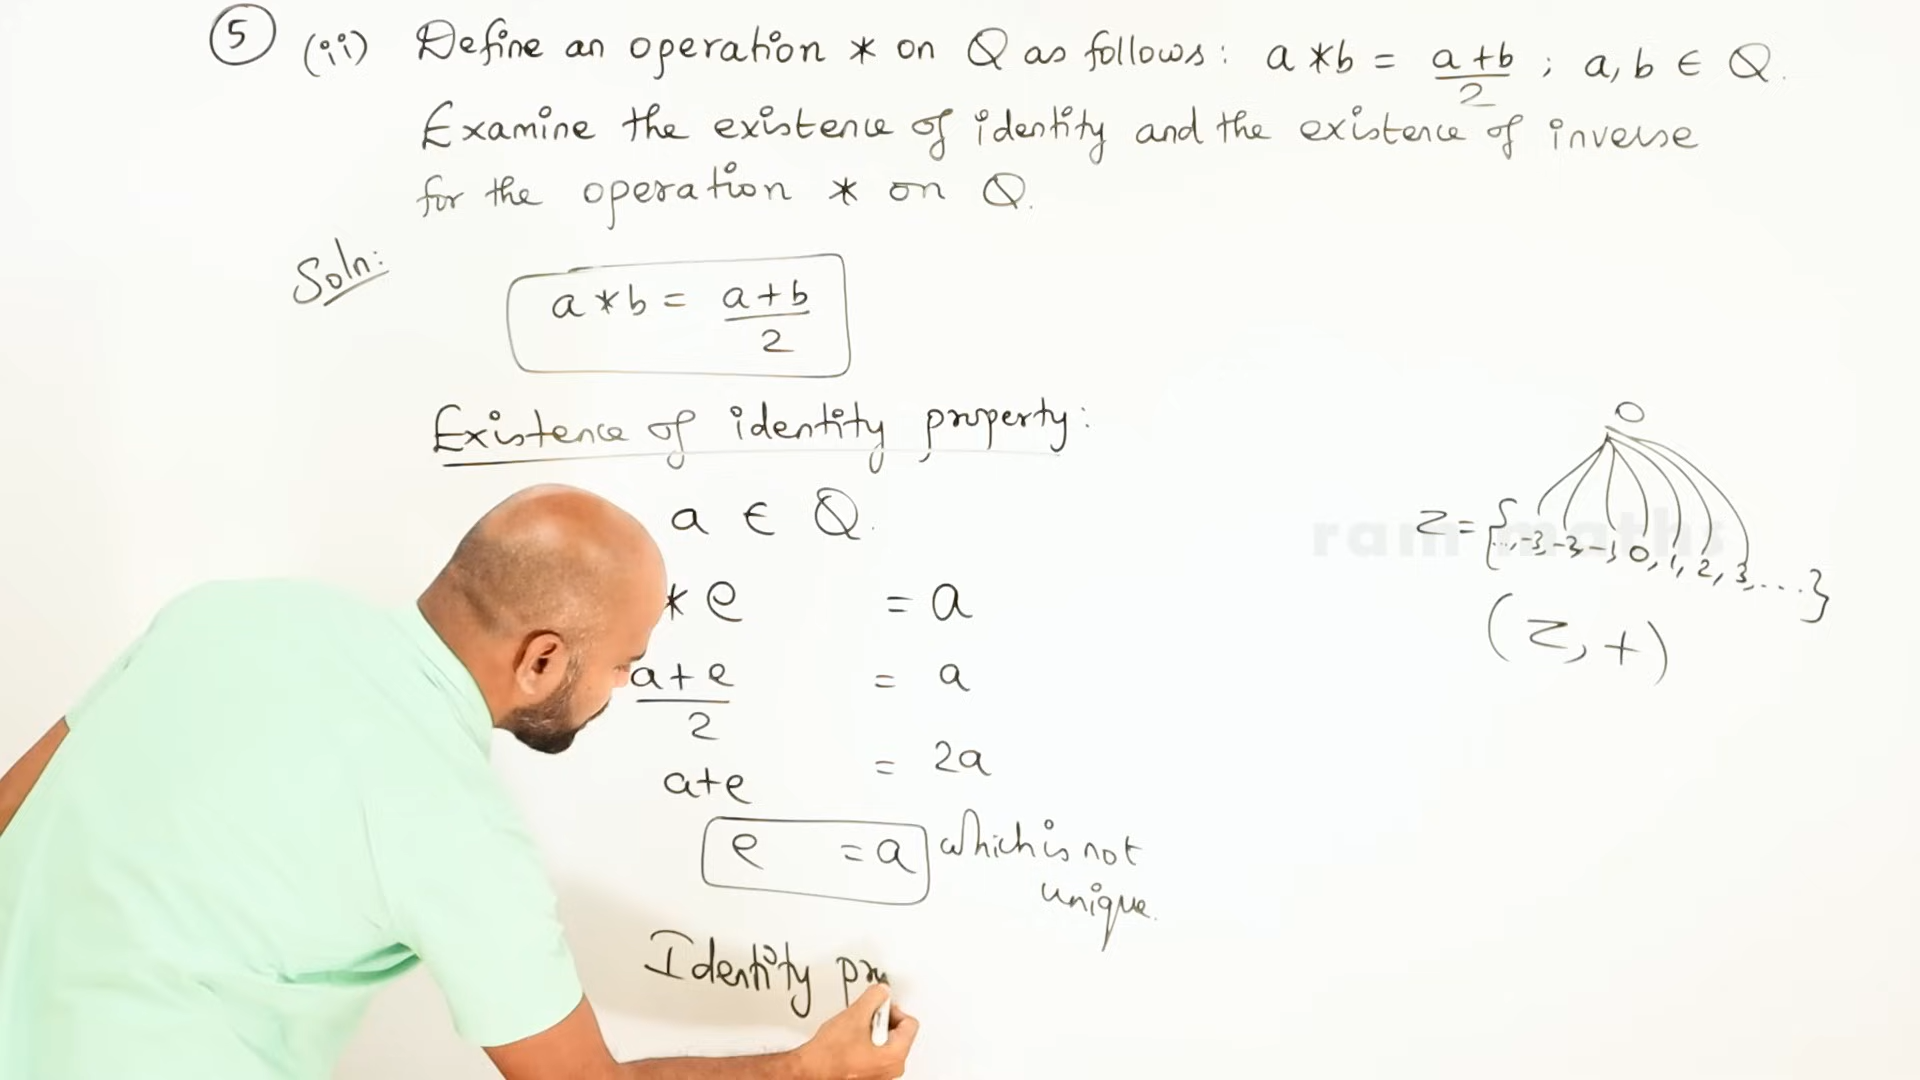 5 (ii) Define an operation * on Q as follows: a * b = a+b/2 ; a, b ∈ Q.
Examine the existence of identity and the existence of inverse
for the operation * on Q.
Soln:
a * b = a+b/2
Existence of identity property:
a ∈ Q.
* e = a
a+e/2 = a
a+e = 2a
e = a which is not
unique.
Identity pr
0
Z = {..., -3, -2, -1, 0, 1, 2, 3, ...}
(Z, +)
ram maths